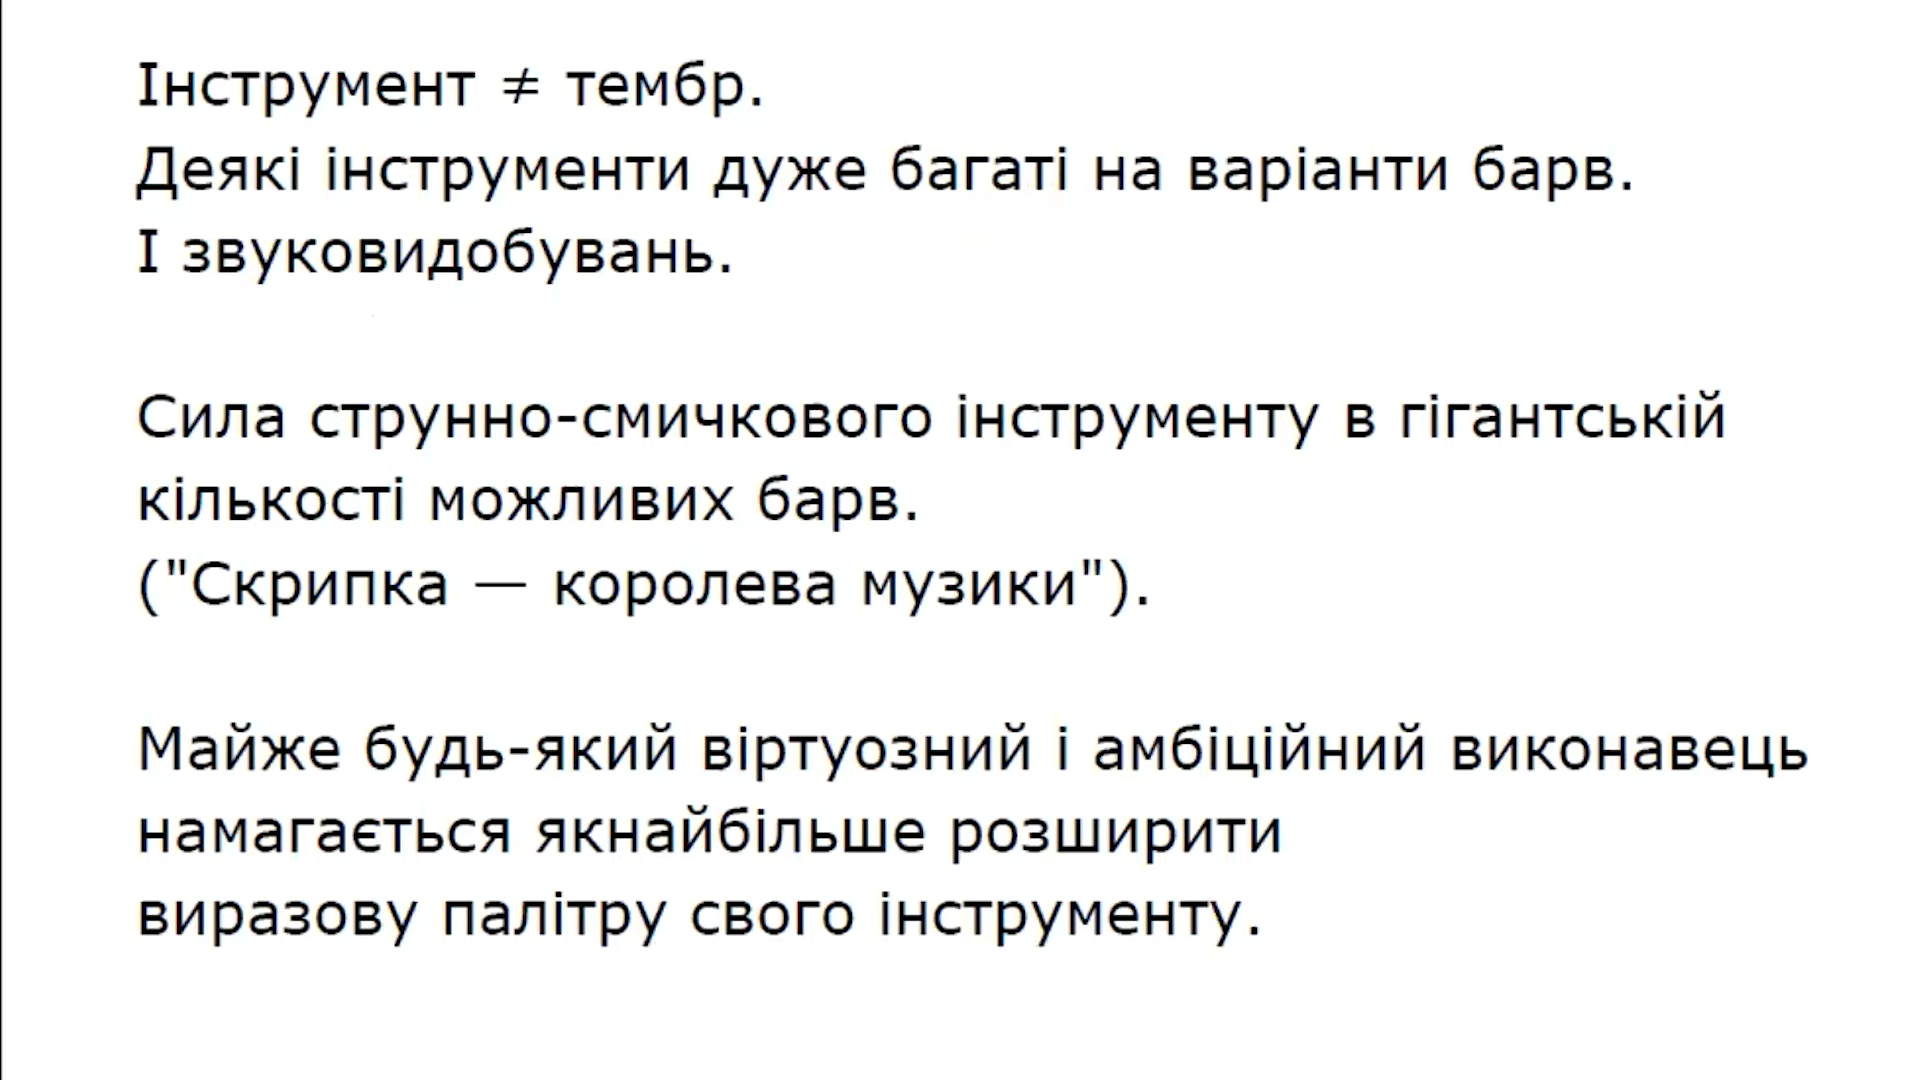 Інструмент ≠ тембр.
Деякі інструменти дуже багаті на варіанти барв.
І звуковидобувань.
Сила струнно-смичкового інструменту в гігантській
кількості можливих барв.
("Скрипка — королева музики").
Майже будь-який віртуозний і амбіційний виконавець
намагається якнайбільше розширити
виразову палітру свого інструменту.